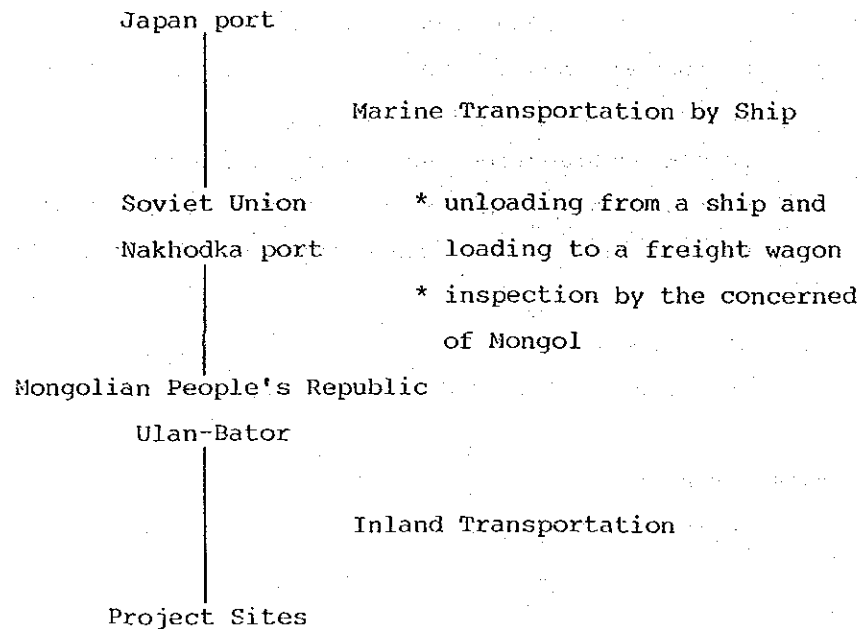 Japan port
Marine Transportation by Ship
Soviet Union * unloading from a ship and
Nakhodka port loading to a freight wagon
* inspection by the concerned
of Mongol
Mongolian People's Republic
Ulan-Bator
Inland Transportation
Project Sites